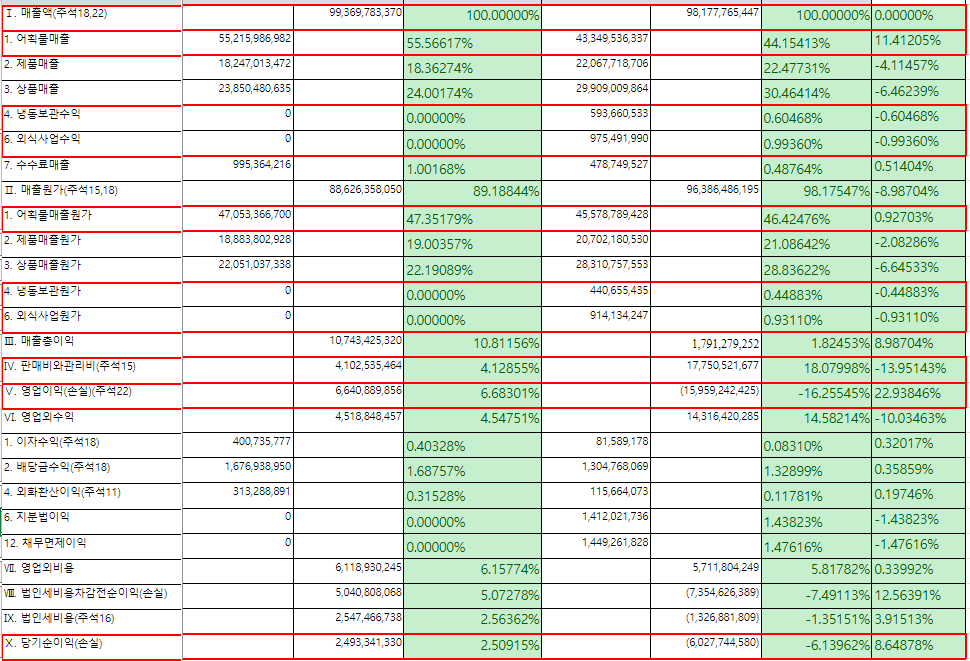 Ⅰ. 매출액(주석18,22) 99,369,783,370 100.00000% 98,177,765,447 100.00000% 0.00000%
1. 어획물매출 55,215,986,982 55.56617% 43,349,536,337 44.15413% 11.41205%
2. 제품매출 18,247,013,472 18.36274% 22,067,718,706 22.47731% -4.11457%
3. 상품매출 23,850,480,635 24.00174% 29,909,009,864 30.46414% -6.46239%
4. 냉동보관수익 0 0.00000% 593,660,533 0.60468% -0.60468%
6. 외식사업수익 0 0.00000% 975,491,990 0.99360% -0.99360%
7. 수수료매출 995,364,216 1.00168% 478,749,527 0.48764% 0.51404%
Ⅱ. 매출원가(주석15,18) 88,626,358,050 89.18844% 96,386,486,195 98.17547% -8.98704%
1. 어획물매출원가 47,053,366,700 47.35179% 45,578,789,428 46.42476% 0.92703%
2. 제품매출원가 18,883,802,928 19.00357% 20,702,180,530 21.08642% -2.08286%
3. 상품매출원가 22,051,037,338 22.19089% 28,310,757,553 28.83622% -6.64533%
4. 냉동보관원가 0 0.00000% 440,655,435 0.44883% -0.44883%
6. 외식사업원가 0 0.00000% 914,134,247 0.93110% -0.93110%
Ⅲ. 매출총이익 10,743,425,320 10.81156% 1,791,279,252 1.82453% 8.98704%
Ⅳ. 판매비와관리비(주석15) 4,102,535,464 4.12855% 17,750,521,677 18.07998% -13.95143%
Ⅴ. 영업이익(손실)(주석22) 6,640,889,856 6.68301% (15,959,242,425) -16.25545% 22.93846%
Ⅵ. 영업외수익 4,518,848,457 4.54751% 14,316,420,285 14.58214% -10.03463%
1. 이자수익(주석18) 400,735,777 0.40328% 81,589,178 0.08310% 0.32017%
2. 배당금수익(주석18) 1,676,938,950 1.68757% 1,304,768,069 1.32899% 0.35859%
4. 외화환산이익(주석11) 313,288,891 0.31528% 115,664,073 0.11781% 0.19746%
6. 지분법이익 0 0.00000% 1,412,021,736 1.43823% -1.43823%
12. 채무면제이익 0 0.00000% 1,449,261,828 1.47616% -1.47616%
Ⅶ. 영업외비용 6,118,930,245 6.15774% 5,711,804,249 5.81782% 0.33992%
Ⅷ. 법인세비용차감전순이익(손실) 5,040,808,068 5.07278% (7,354,626,389) -7.49113% 12.56391%
Ⅸ. 법인세비용(주석16) 2,547,466,738 2.56362% (1,326,881,809) -1.35151% 3.91513%
Ⅹ. 당기순이익(손실) 2,493,341,330 2.50915% (6,027,744,580) -6.13962% 8.64878%